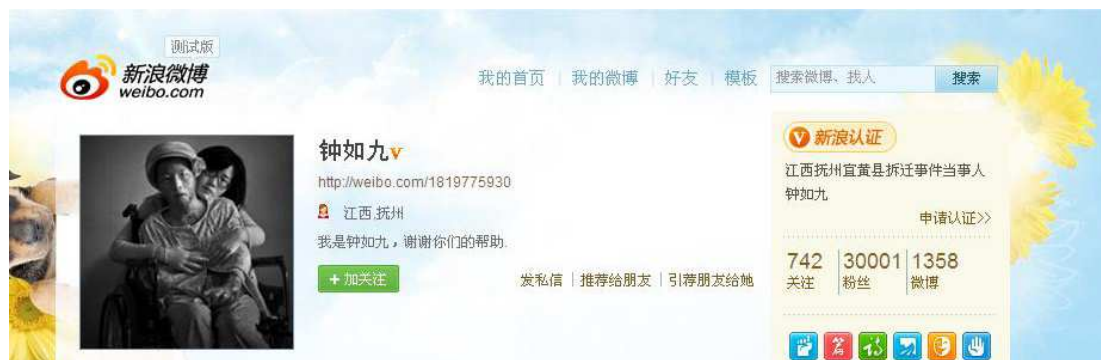 测试版
新浪微博
weibo.com
我的首页 | 我的微博 | 好友 | 模板
搜索微博、找人
搜索
钟如九v
http://weibo.com/1819775930
江西,抚州
我是钟如九，谢谢你们的帮助.
+ 加关注
发私信 | 推荐给朋友 | 引荐朋友给她
V 新浪认证
江西抚州宜黄县拆迁事件当事人
钟如九
申请认证>>
742 30001 1358
关注 粉丝 微博